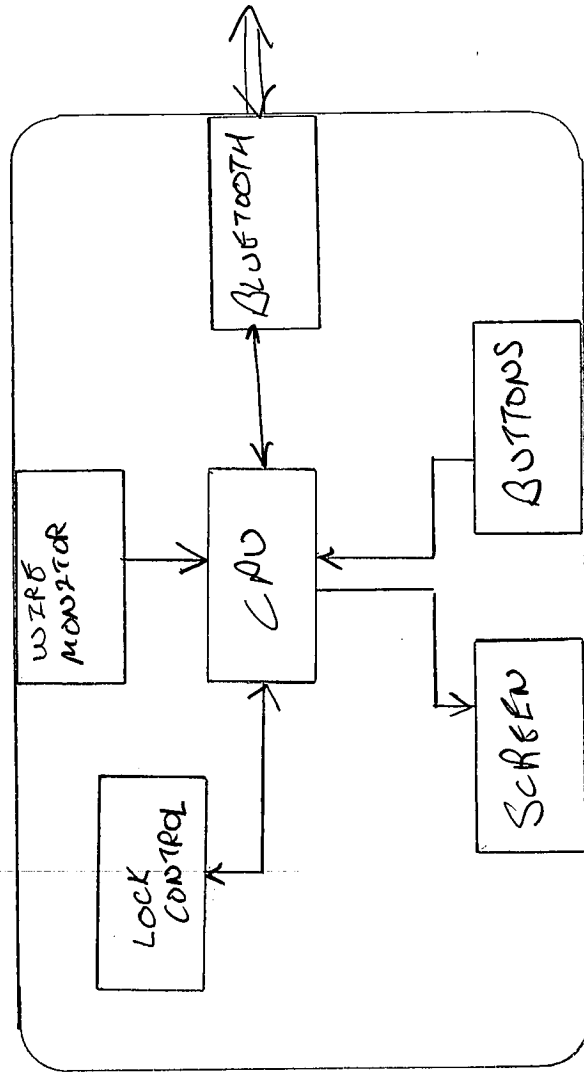 LOCK
CONTROL
WIRE
MONITOR
BLUETOOTH
CPU
SCREEN
BUTTONS